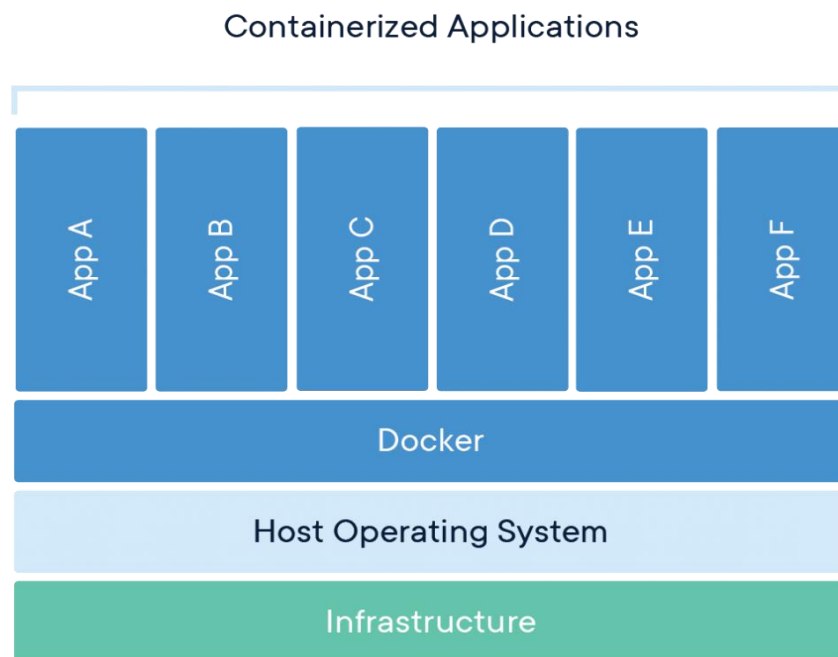 Containerized Applications
App A
App B
App C
App D
App E
App F
Docker
Host Operating System
Infrastructure